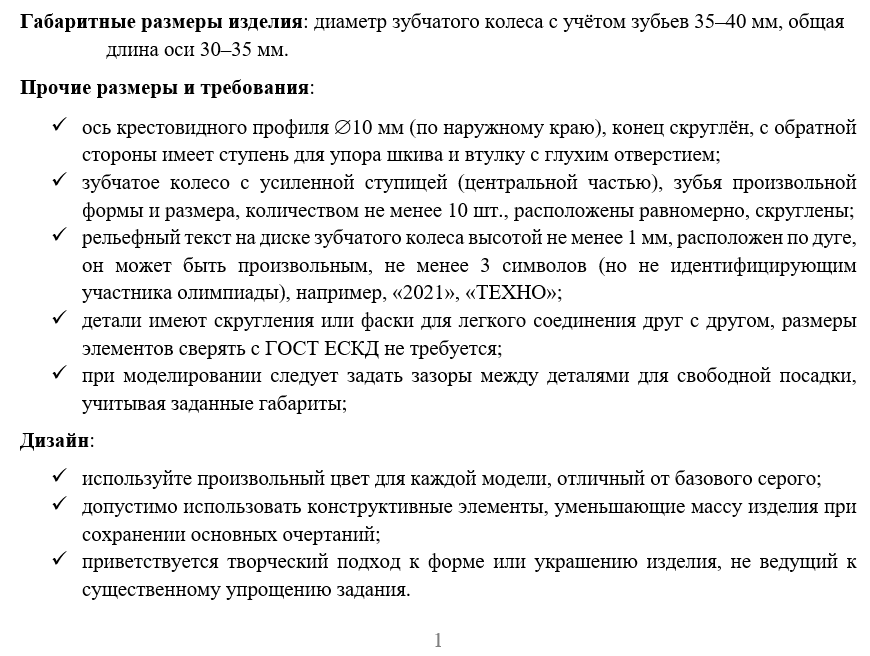 Габаритные размеры изделия: диаметр зубчатого колеса с учётом зубьев 35–40 мм, общая
длина оси 30–35 мм.
Прочие размеры и требования:
✓ ось крестовидного профиля ∅10 мм (по наружному краю), конец скруглён, с обратной
стороны имеет ступень для упора шкива и втулку с глухим отверстием;
✓ зубчатое колесо с усиленной ступицей (центральной частью), зубья произвольной
формы и размера, количеством не менее 10 шт., расположены равномерно, скруглены;
✓ рельефный текст на диске зубчатого колеса высотой не менее 1 мм, расположен по дуге,
он может быть произвольным, не менее 3 символов (но не идентифицирующим
участника олимпиады), например, «2021», «ТЕХНО»;
✓ детали имеют скругления или фаски для легкого соединения друг с другом, размеры
элементов сверять с ГОСТ ЕСКД не требуется;
✓ при моделировании следует задать зазоры между деталями для свободной посадки,
учитывая заданные габариты;
Дизайн:
✓ используйте произвольный цвет для каждой модели, отличный от базового серого;
✓ допустимо использовать конструктивные элементы, уменьшающие массу изделия при
сохранении основных очертаний;
✓ приветствуется творческий подход к форме или украшению изделия, не ведущий к
существенному упрощению задания.
1